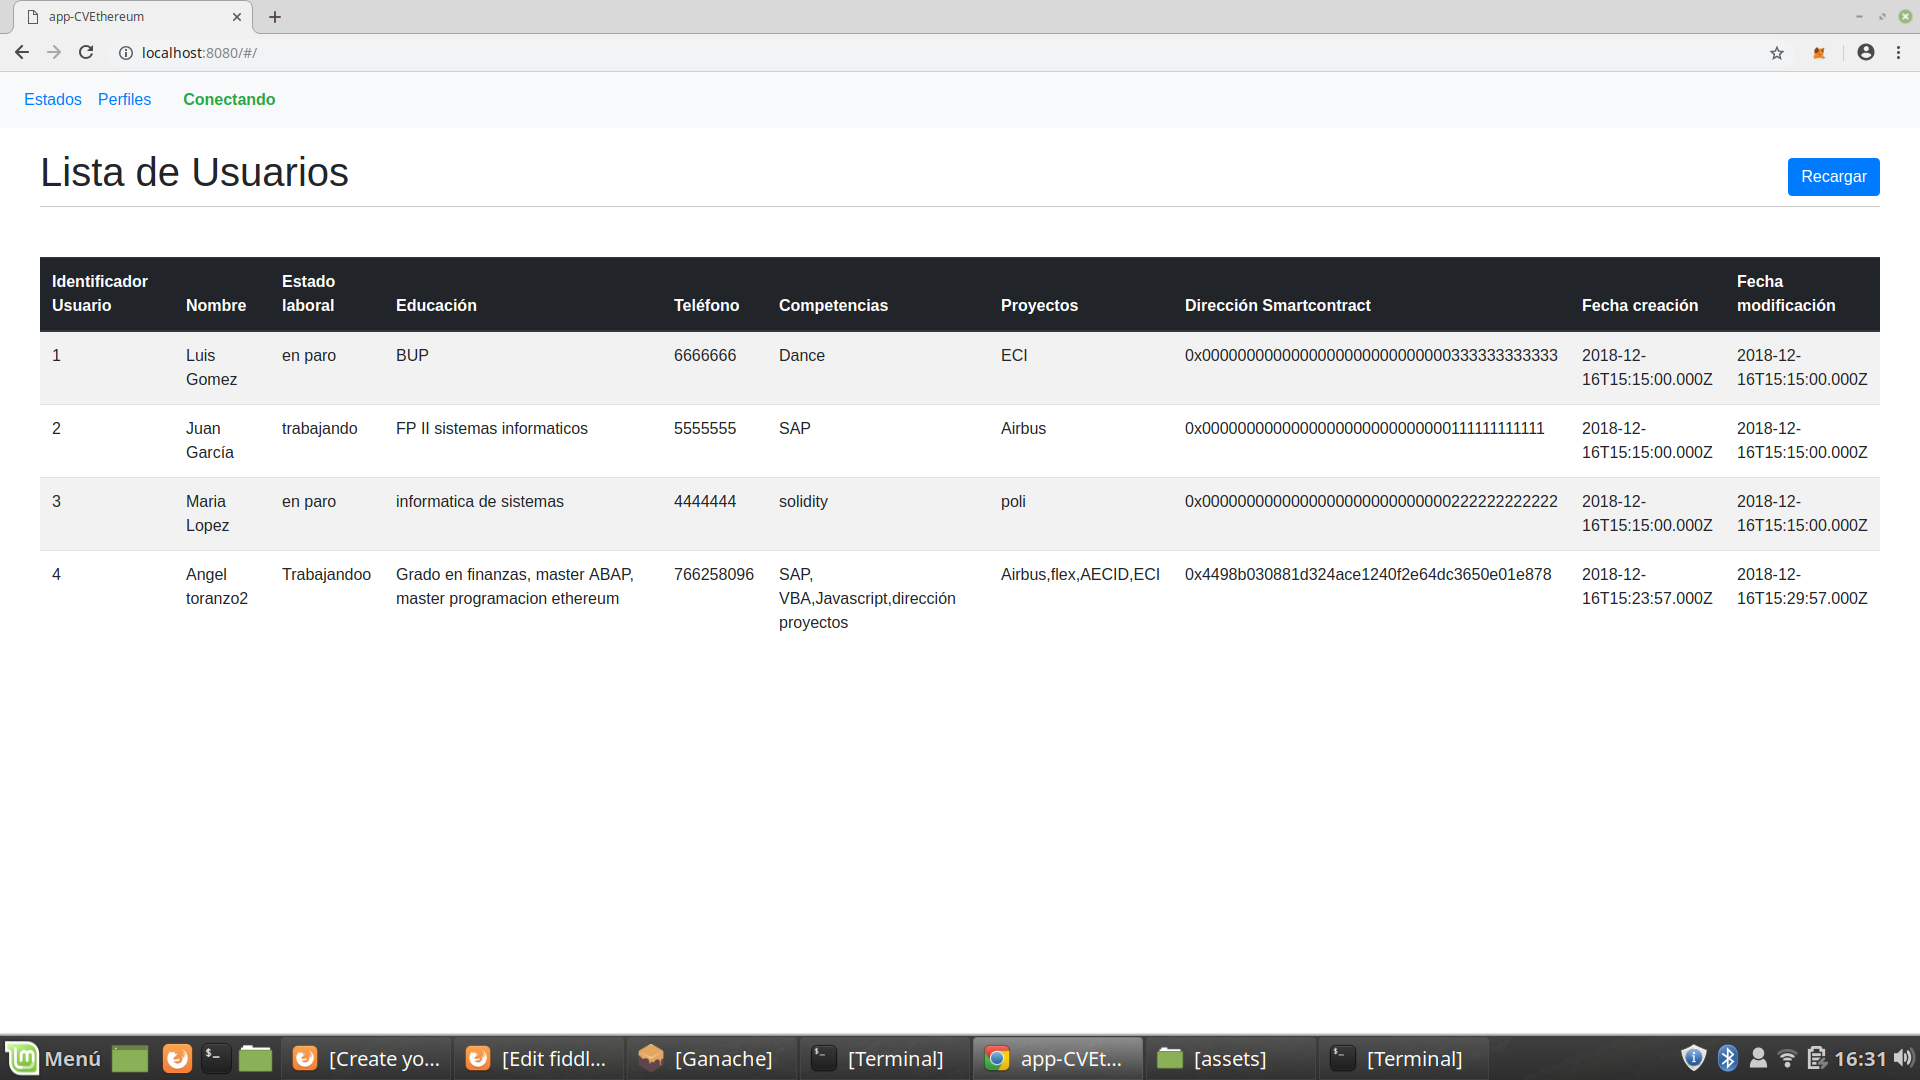 app-CVEthereum
localhost:8080/#/
Estados Perfiles Conectando
Lista de Usuarios
Recargar
Identificador Usuario Nombre Estado laboral Educación Teléfono Competencias Proyectos Dirección Smartcontract Fecha creación Fecha modificación
1 Luis Gomez en paro BUP 6666666 Dance ECI 0x0000000000000000000000000000333333333333 2018-12-16T15:15:00.000Z 2018-12-16T15:15:00.000Z
2 Juan García trabajando FP II sistemas informaticos 5555555 SAP Airbus 0x0000000000000000000000000000111111111111 2018-12-16T15:15:00.000Z 2018-12-16T15:15:00.000Z
3 Maria Lopez en paro informatica de sistemas 4444444 solidity poli 0x0000000000000000000000000000222222222222 2018-12-16T15:15:00.000Z 2018-12-16T15:15:00.000Z
4 Angel toranzo2 Trabajandoo Grado en finanzas, master ABAP, master programacion ethereum 766258096 SAP, VBA,Javascript,dirección proyectos Airbus,flex,AECID,ECI 0x4498b030881d324ace1240f2e64dc3650e01e878 2018-12-16T15:23:57.000Z 2018-12-16T15:29:57.000Z
Menú [Create yo... [Edit fiddl... [Ganache] [Terminal] app-CVEt... [assets] [Terminal] 16:31